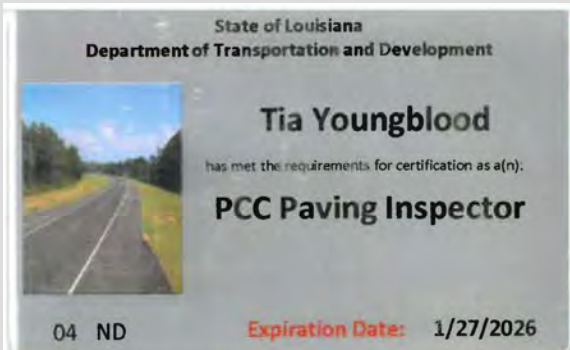 State of Louisiana
Department of Transportation and Development
Tia Youngblood
has met the requirements for certification as a(n):
PCC Paving Inspector
04 ND
Expiration Date: 1/27/2026